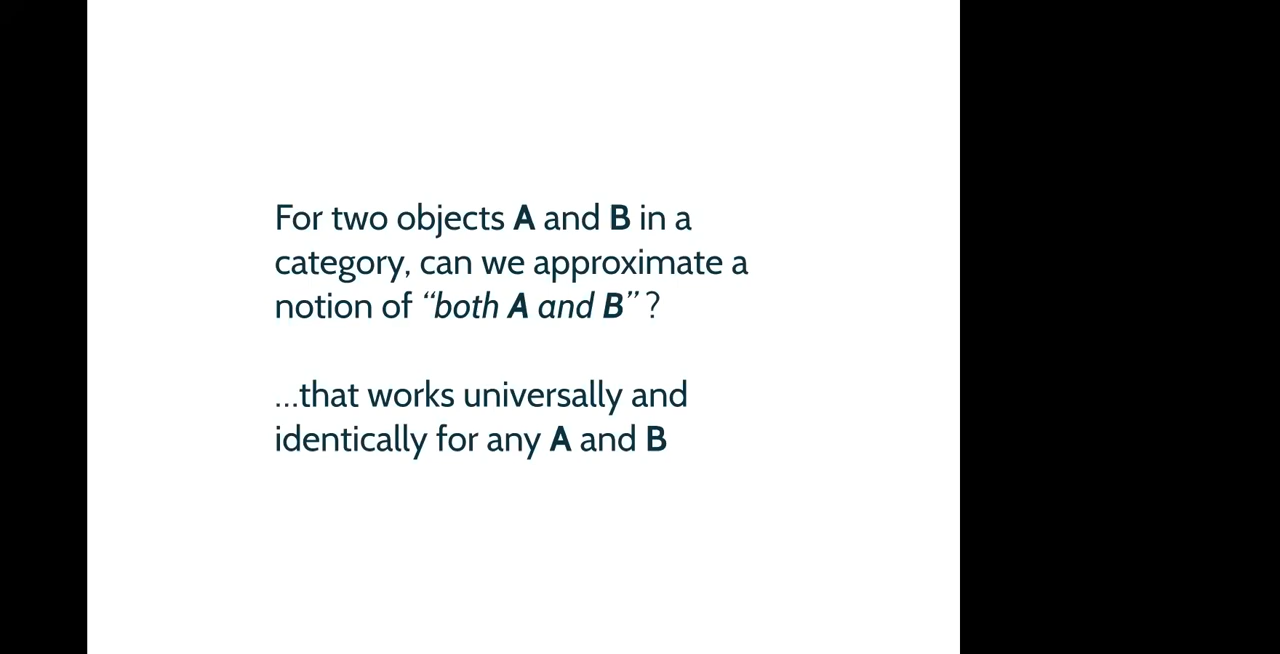 For two objects A and B in a
category, can we approximate a
notion of “both A and B” ?
...that works universally and
identically for any A and B